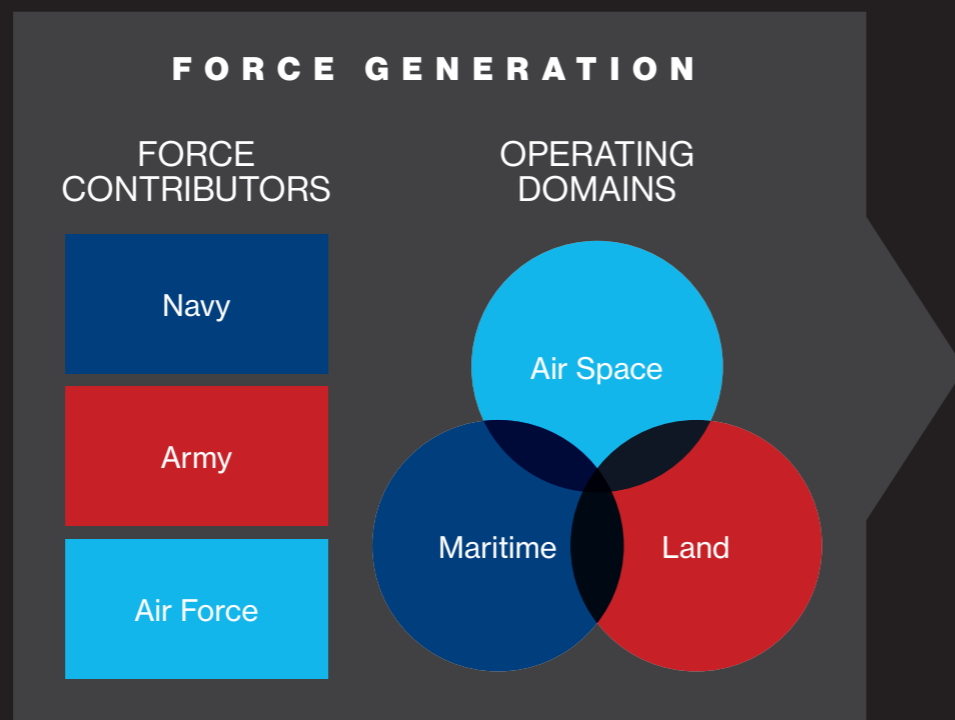 FORCE GENERATION
FORCE
CONTRIBUTORS
Navy
Army
Air Force
OPERATING
DOMAINS
Air Space
Maritime
Land